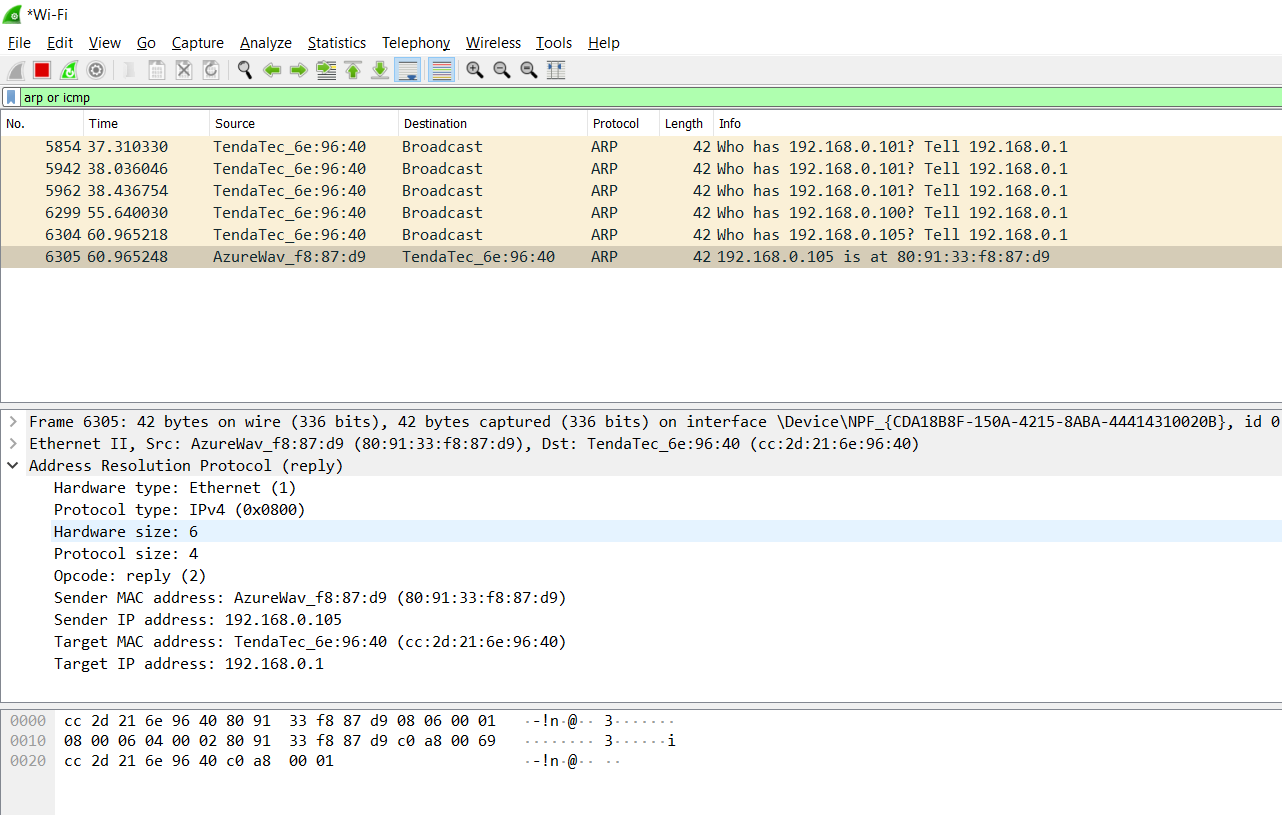 *Wi-Fi
File Edit View Go Capture Analyze Statistics Telephony Wireless Tools Help
arp or icmp
No. Time Source Destination Protocol Length Info
5854 37.310330 TendaTec_6e:96:40 Broadcast ARP 42 Who has 192.168.0.101? Tell 192.168.0.1
5942 38.036046 TendaTec_6e:96:40 Broadcast ARP 42 Who has 192.168.0.101? Tell 192.168.0.1
5962 38.436754 TendaTec_6e:96:40 Broadcast ARP 42 Who has 192.168.0.101? Tell 192.168.0.1
6299 55.640030 TendaTec_6e:96:40 Broadcast ARP 42 Who has 192.168.0.100? Tell 192.168.0.1
6304 60.965218 TendaTec_6e:96:40 Broadcast ARP 42 Who has 192.168.0.105? Tell 192.168.0.1
6305 60.965248 AzureWav_f8:87:d9 TendaTec_6e:96:40 ARP 42 192.168.0.105 is at 80:91:33:f8:87:d9
Frame 6305: 42 bytes on wire (336 bits), 42 bytes captured (336 bits) on interface \Device\NPF_{CDA18B8F-150A-4215-8ABA-44414310020B}, id 0
Ethernet II, Src: AzureWav_f8:87:d9 (80:91:33:f8:87:d9), Dst: TendaTec_6e:96:40 (cc:2d:21:6e:96:40)
Address Resolution Protocol (reply)
Hardware type: Ethernet (1)
Protocol type: IPv4 (0x0800)
Hardware size: 6
Protocol size: 4
Opcode: reply (2)
Sender MAC address: AzureWav_f8:87:d9 (80:91:33:f8:87:d9)
Sender IP address: 192.168.0.105
Target MAC address: TendaTec_6e:96:40 (cc:2d:21:6e:96:40)
Target IP address: 192.168.0.1
0000 cc 2d 21 6e 96 40 80 91 33 f8 87 d9 08 06 00 01 ·-!n·@·· 3·······
0010 08 00 06 04 00 02 80 91 33 f8 87 d9 c0 a8 00 69 ········ 3······i
0020 cc 2d 21 6e 96 40 c0 a8 00 01 ·-!n·@·· ··